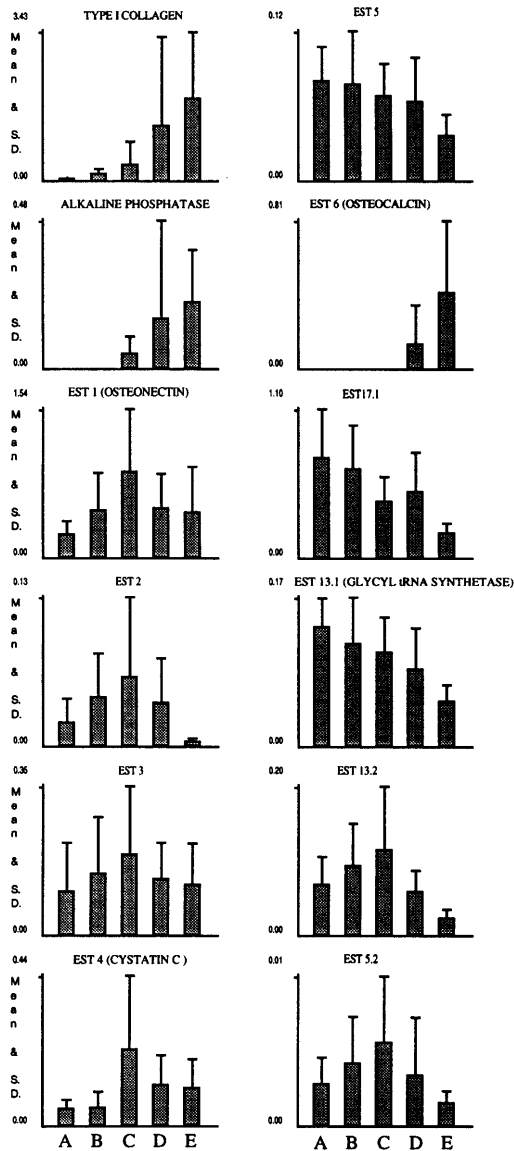 TYPE I COLLAGEN
3.43
Mean & S.D.
0.00
EST 5
0.12
0.00
ALKALINE PHOSPHATASE
0.48
Mean & S.D.
0.00
EST 6 (OSTEOCALCIN)
0.81
0.00
EST 1 (OSTEONECTIN)
1.54
Mean & S.D.
0.00
EST17.1
1.10
0.00
EST 2
0.13
Mean & S.D.
0.00
EST 13.1 (GLYCYL tRNA SYNTHETASE)
0.17
0.00
EST 3
0.35
Mean & S.D.
0.00
EST 13.2
0.20
0.00
EST 4 (CYSTATIN C )
0.44
Mean & S.D.
0.00
A B C D E
EST 5.2
0.01
0.00
A B C D E